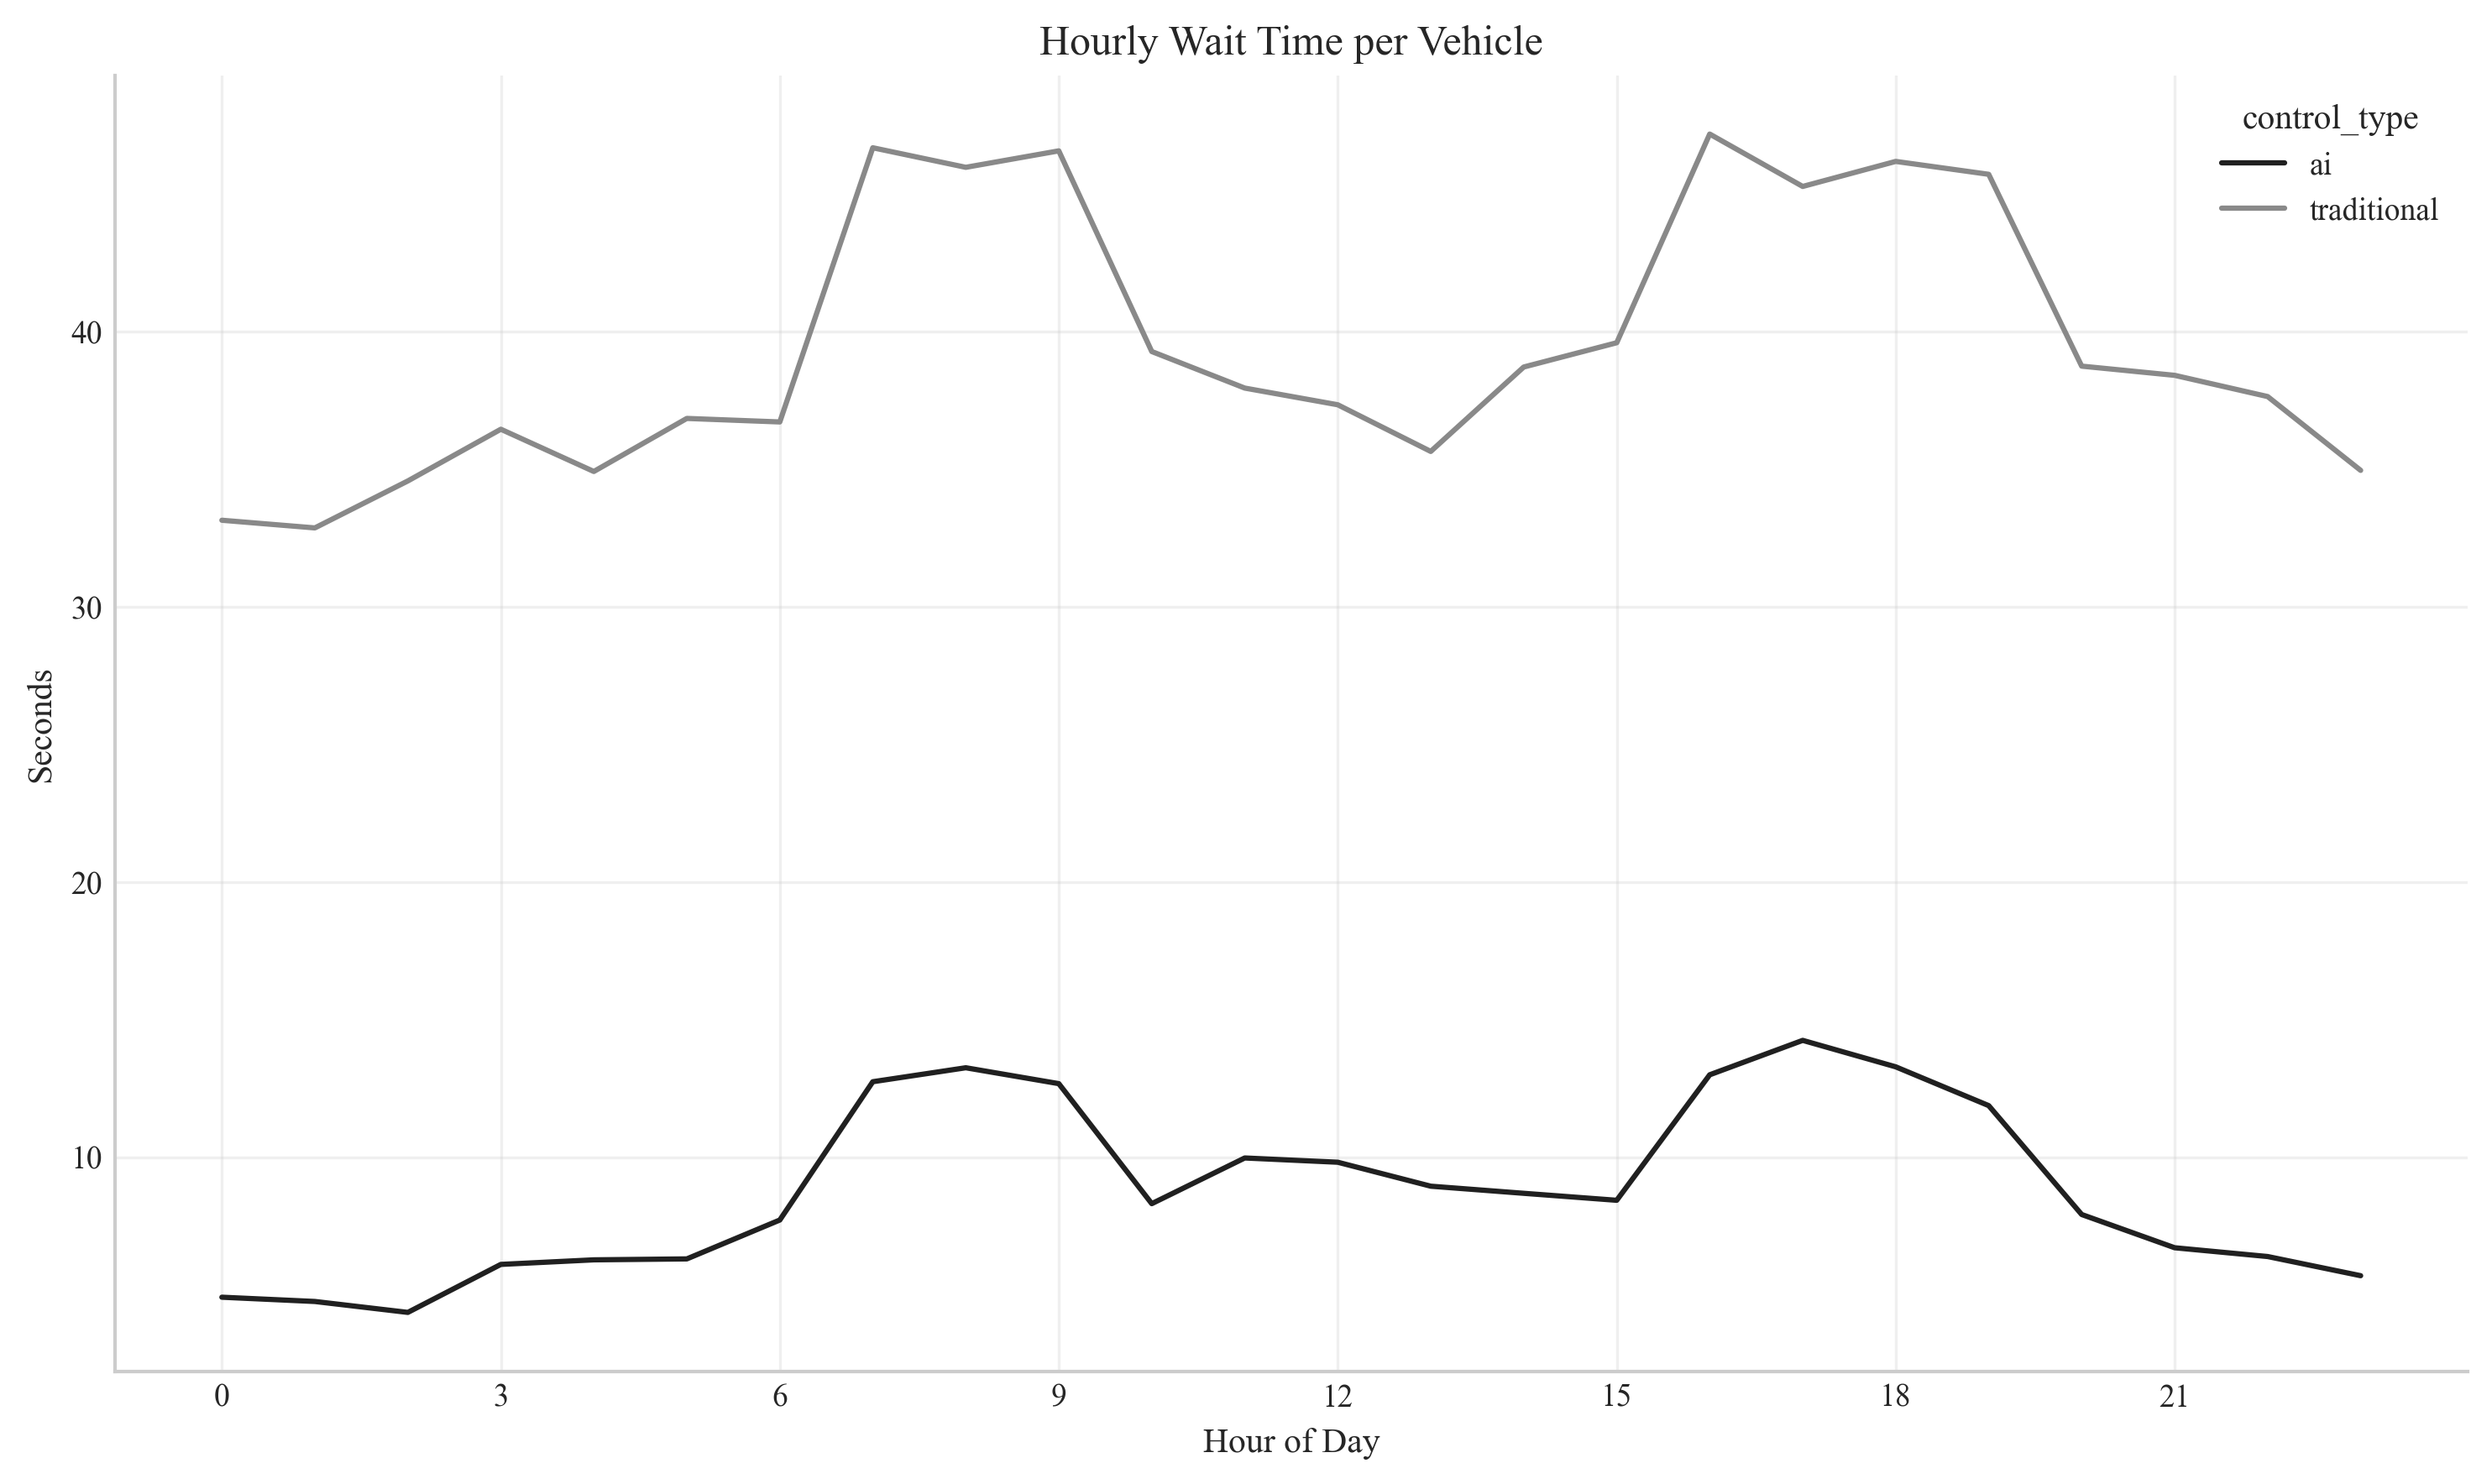 Hourly Wait Time per Vehicle
control_type
ai
traditional
Seconds
40
30
20
10
0 3 6 9 12 15 18 21
Hour of Day